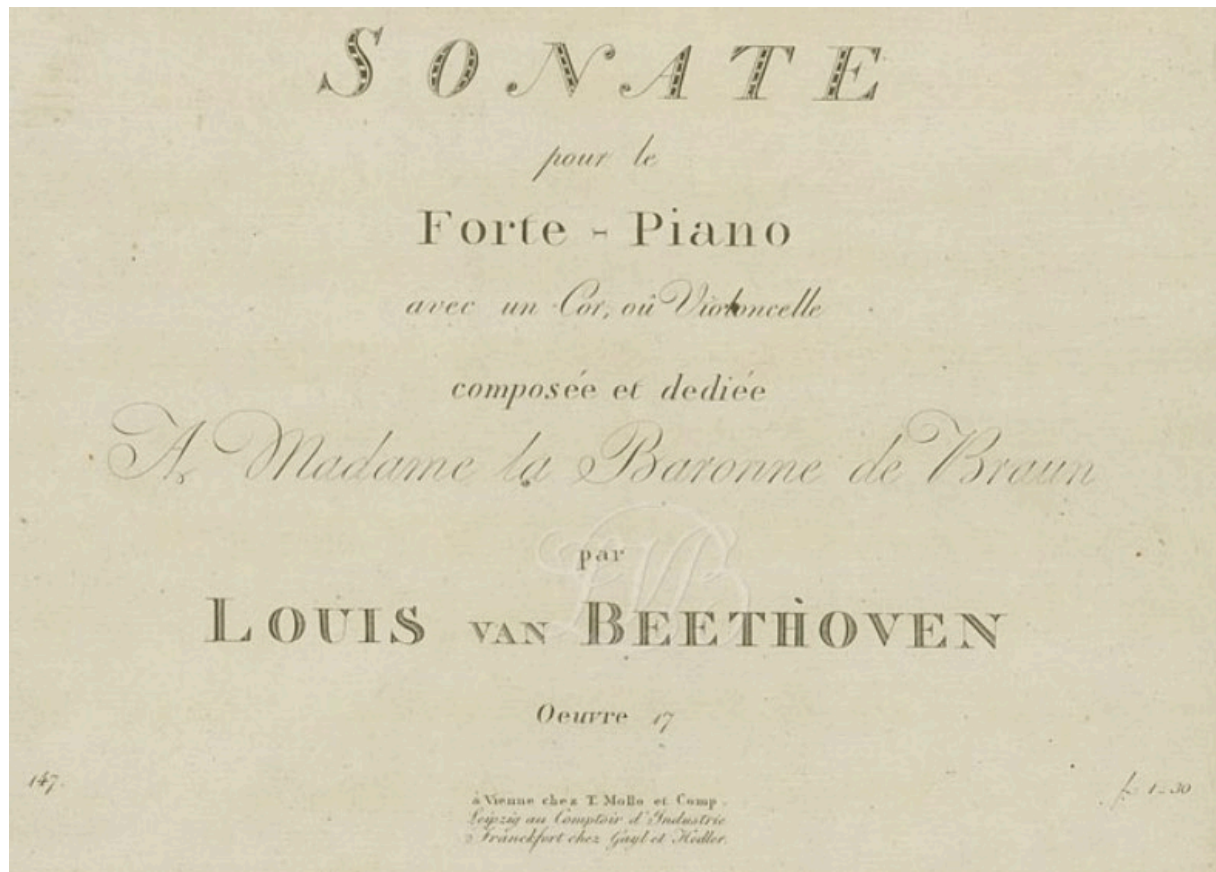 SONATE
pour le
Forte - Piano
avec un Cor, où Violoncelle
composée et dediée
A Madame la Baronne de Braun
par
LOUIS VAN BEETHOVEN
Oeuvre 17
147.
f. 1-30
à Vienne chez T. Mollo et Comp.
Leipzig au Comptoir d'Industrie
Franckfort chez Gayl et Hedler.